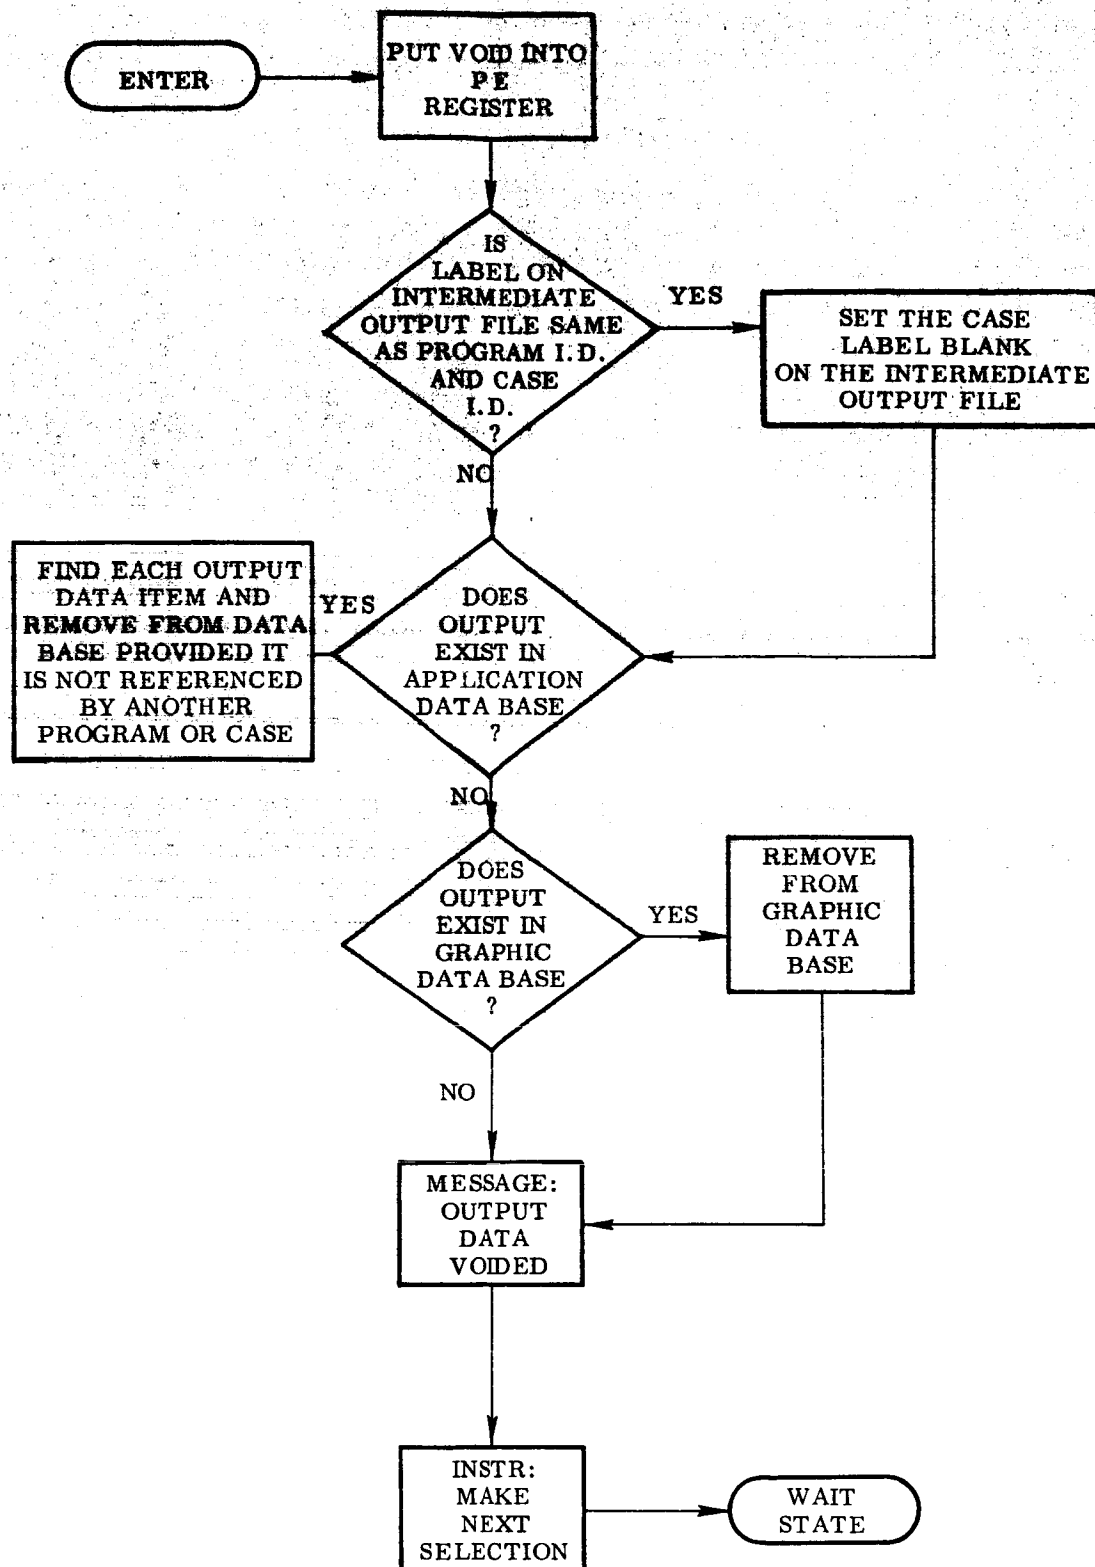 ENTER
PUT VOID INTO
PE
REGISTER
IS
LABEL ON
INTERMEDIATE
OUTPUT FILE SAME
AS PROGRAM I.D.
AND CASE
I.D.
?
YES
SET THE CASE
LABEL BLANK
ON THE INTERMEDIATE
OUTPUT FILE
NO
FIND EACH OUTPUT
DATA ITEM AND
REMOVE FROM DATA
BASE PROVIDED IT
IS NOT REFERENCED
BY ANOTHER
PROGRAM OR CASE
YES
DOES
OUTPUT
EXIST IN
APPLICATION
DATA BASE
?
NO
DOES
OUTPUT
EXIST IN
GRAPHIC
DATA BASE
?
YES
REMOVE
FROM
GRAPHIC
DATA
BASE
NO
MESSAGE:
OUTPUT
DATA
VOIDED
INSTR:
MAKE
NEXT
SELECTION
WAIT
STATE